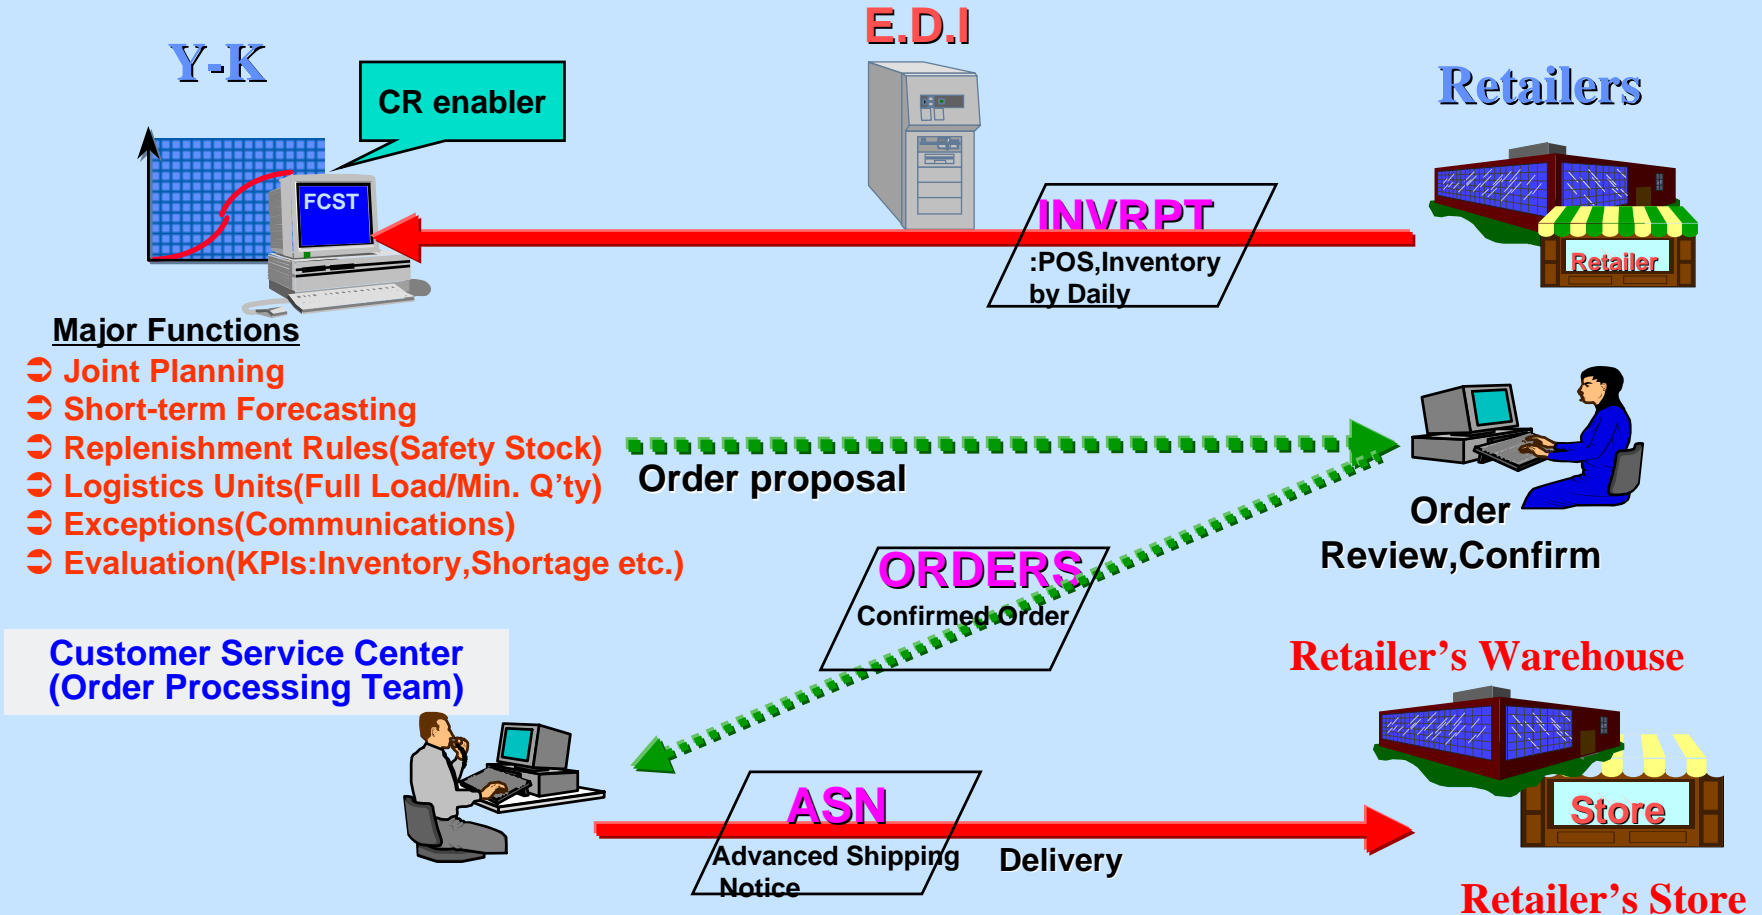 E.D.I
Y-K
Retailers
CR enabler
FCST
INVRPT
:POS,Inventory
by Daily
Retailer
Major Functions
➲ Joint Planning
➲ Short-term Forecasting
➲ Replenishment Rules(Safety Stock)
➲ Logistics Units(Full Load/Min. Q’ty)
➲ Exceptions(Communications)
➲ Evaluation(KPIs:Inventory,Shortage etc.)
Order proposal
Order
Review,Confirm
ORDERS
Confirmed Order
Customer Service Center
(Order Processing Team)
Retailer’s Warehouse
ASN
Advanced Shipping
Notice
Delivery
Store
Retailer’s Store